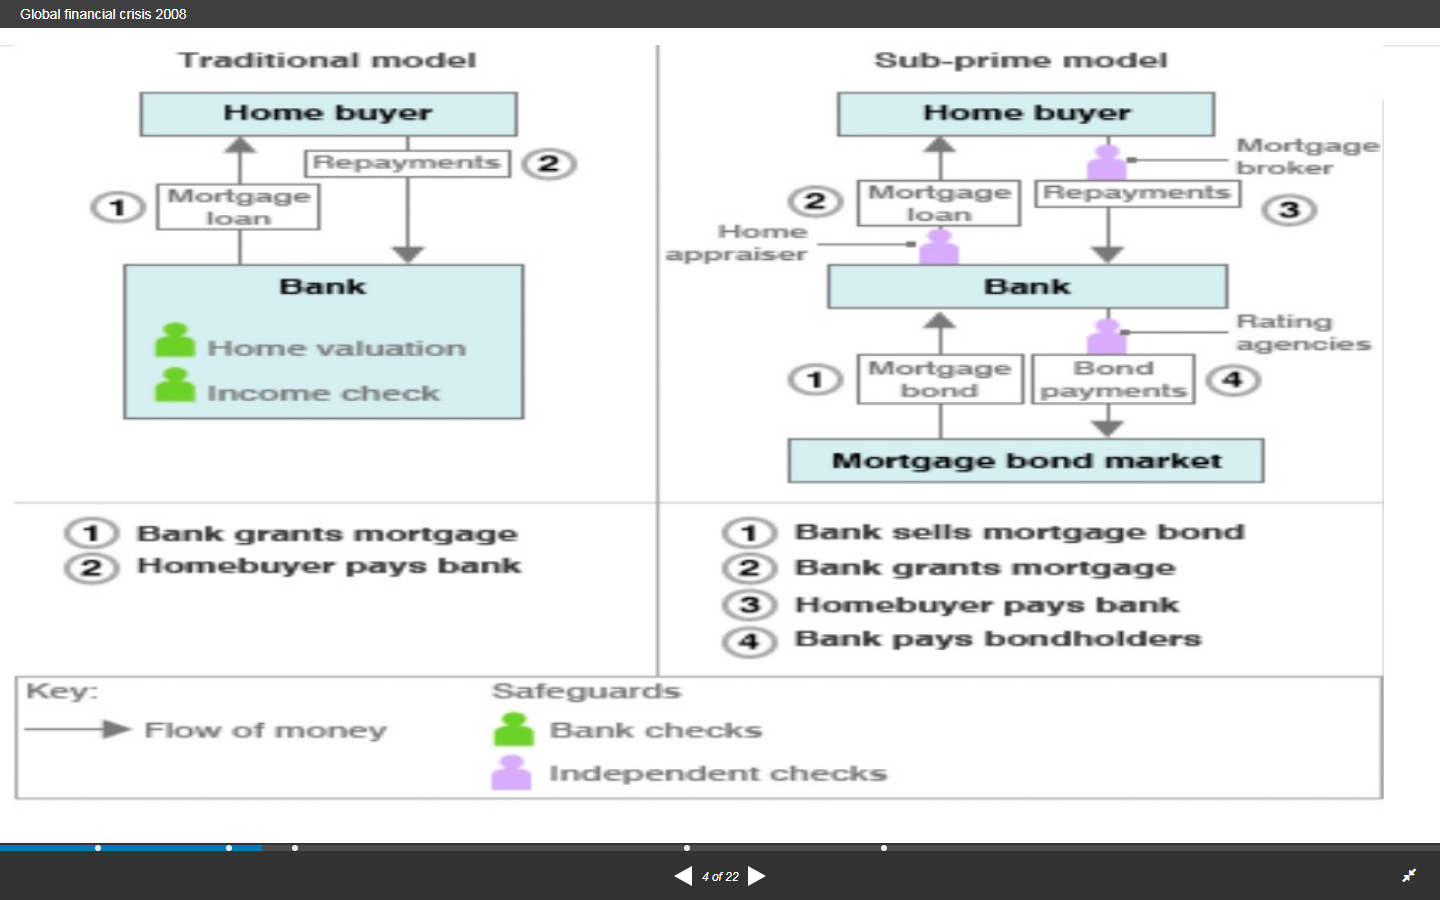 Global financial crisis 2008
Traditional model
Home buyer
Repayments
2
1
Mortgage
loan
Bank
Home valuation
Income check
1 Bank grants mortgage
2 Homebuyer pays bank
Sub-prime model
Home buyer
Mortgage
broker
2
Mortgage
loan
Repayments
3
Home
appraiser
Bank
Rating
agencies
1
Mortgage
bond
Bond
payments
4
Mortgage bond market
1 Bank sells mortgage bond
2 Bank grants mortgage
3 Homebuyer pays bank
4 Bank pays bondholders
Key:
Flow of money
Safeguards
Bank checks
Independent checks
4 of 22